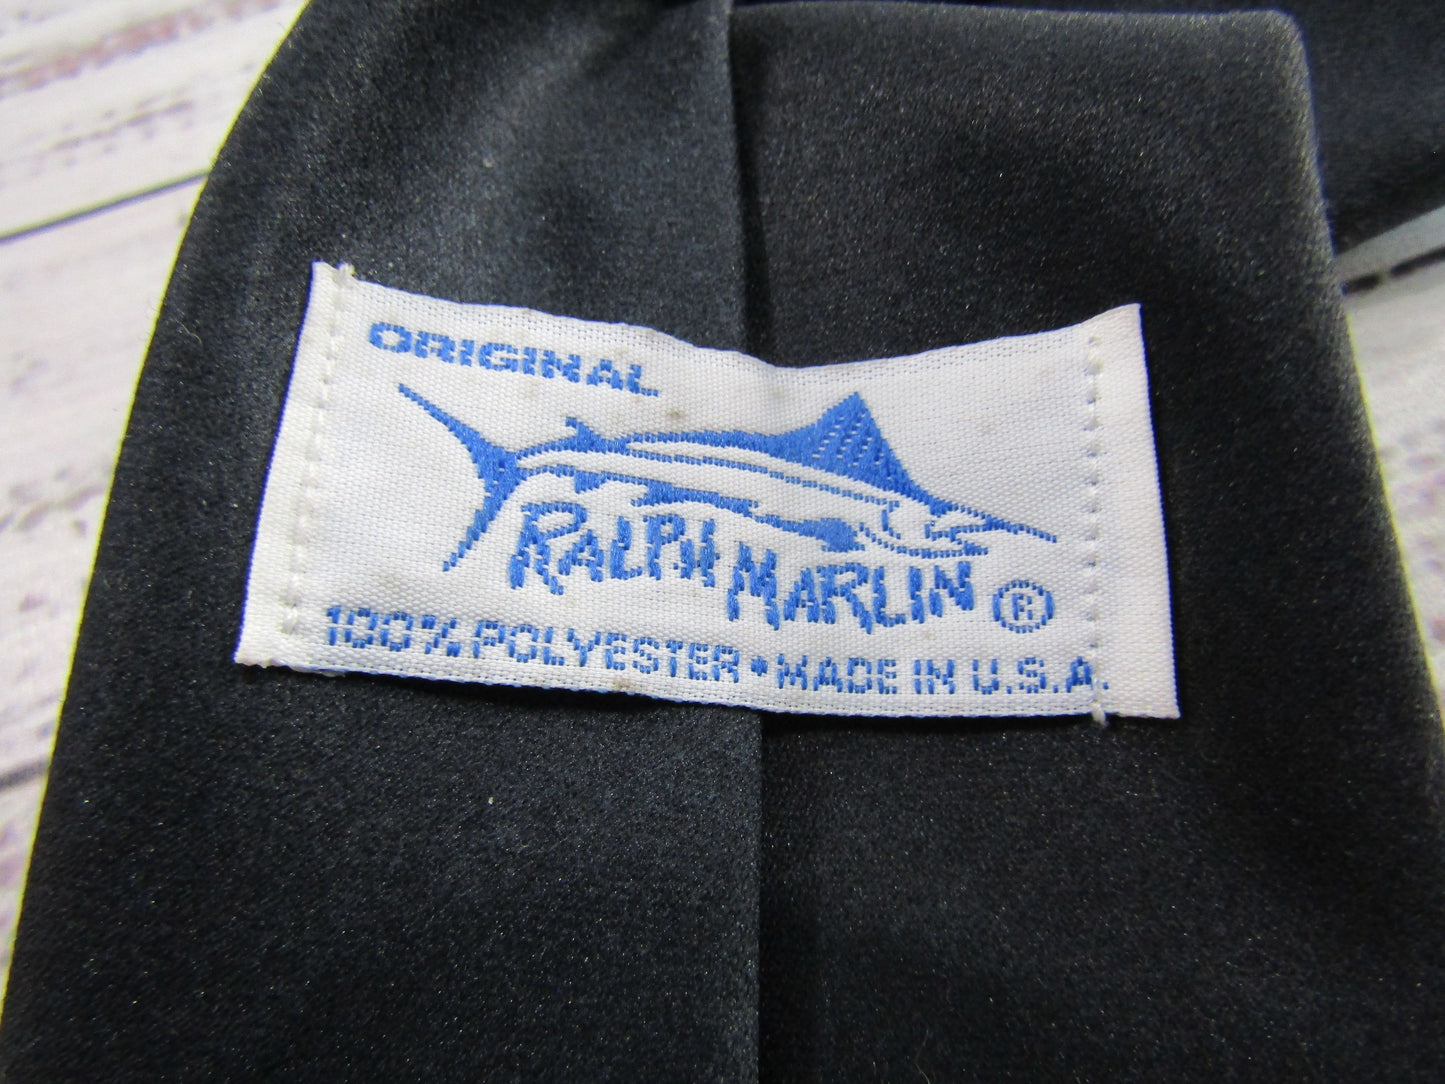 ORIGINAL
RALPH MARLIN ®
100% POLYESTER • MADE IN U.S.A.